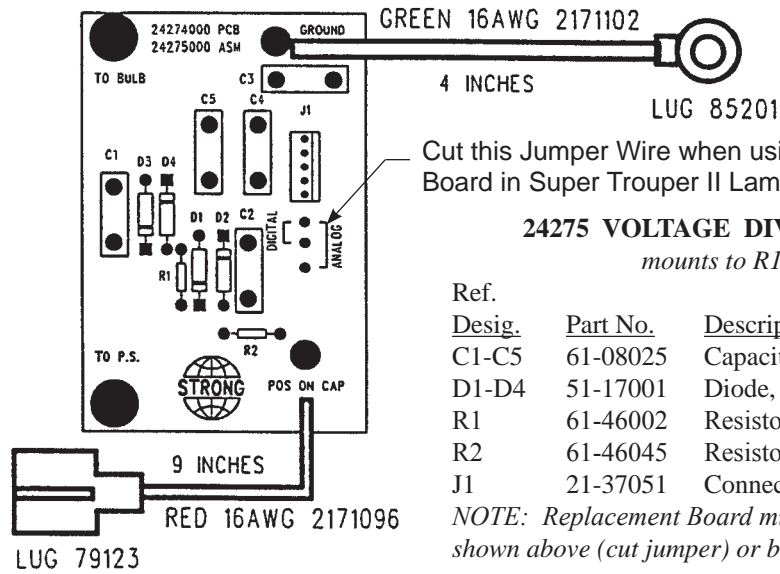 GREEN 16AWG 2171102
24274000 PCB
24275000 ASM
GROUND
TO BULB
C3
4 INCHES
LUG 85201
C5
C4
J1
Cut this Jumper Wire when usi
Board in Super Trouper II Lam
C1
D3
D4
D1
D2
C2
DIGITAL
ANALOG
R1
R2
24275 VOLTAGE DIV
mounts to R1
Ref.
Desig. Part No. Descrip
C1-C5 61-08025 Capacit
D1-D4 51-17001 Diode,
R1 61-46002 Resisto
R2 61-46045 Resisto
J1 21-37051 Connec
NOTE: Replacement Board m
shown above (cut jumper) or b
TO P.S.
STRONG
POS ON CAP
9 INCHES
RED 16AWG 2171096
LUG 79123